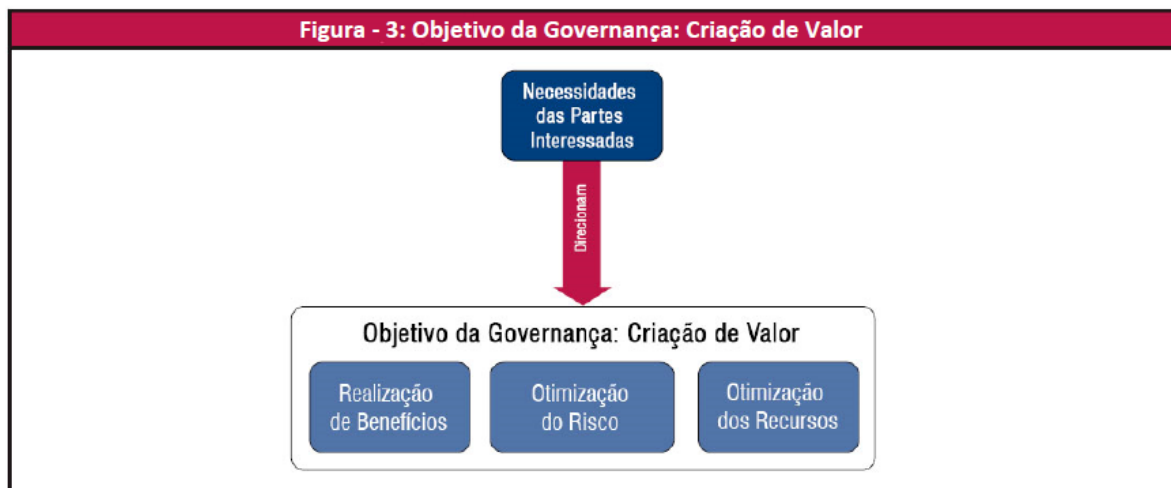 Figura - 3: Objetivo da Governança: Criação de Valor
Necessidades
das Partes
Interessadas
Direcionam
Objetivo da Governança: Criação de Valor
Realização
de Benefícios
Otimização
do Risco
Otimização
dos Recursos